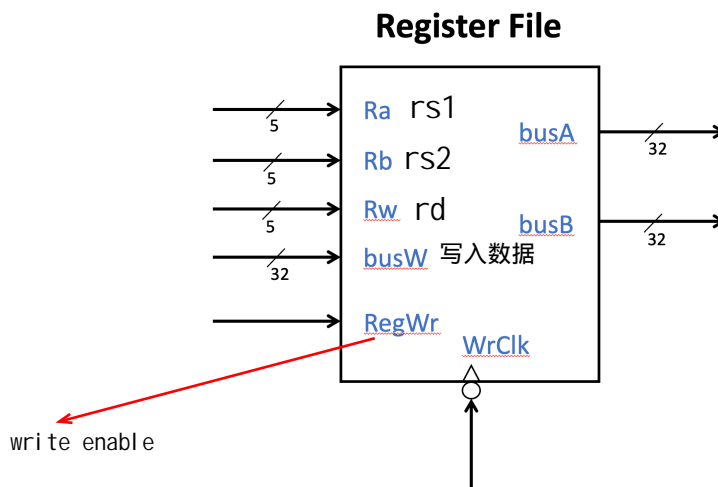 Register File
Ra rs1
5
busA
32
Rb rs2
5
Rw rd
5
busB
32
busW 写入数据
32
RegWr
WrClk
write enable